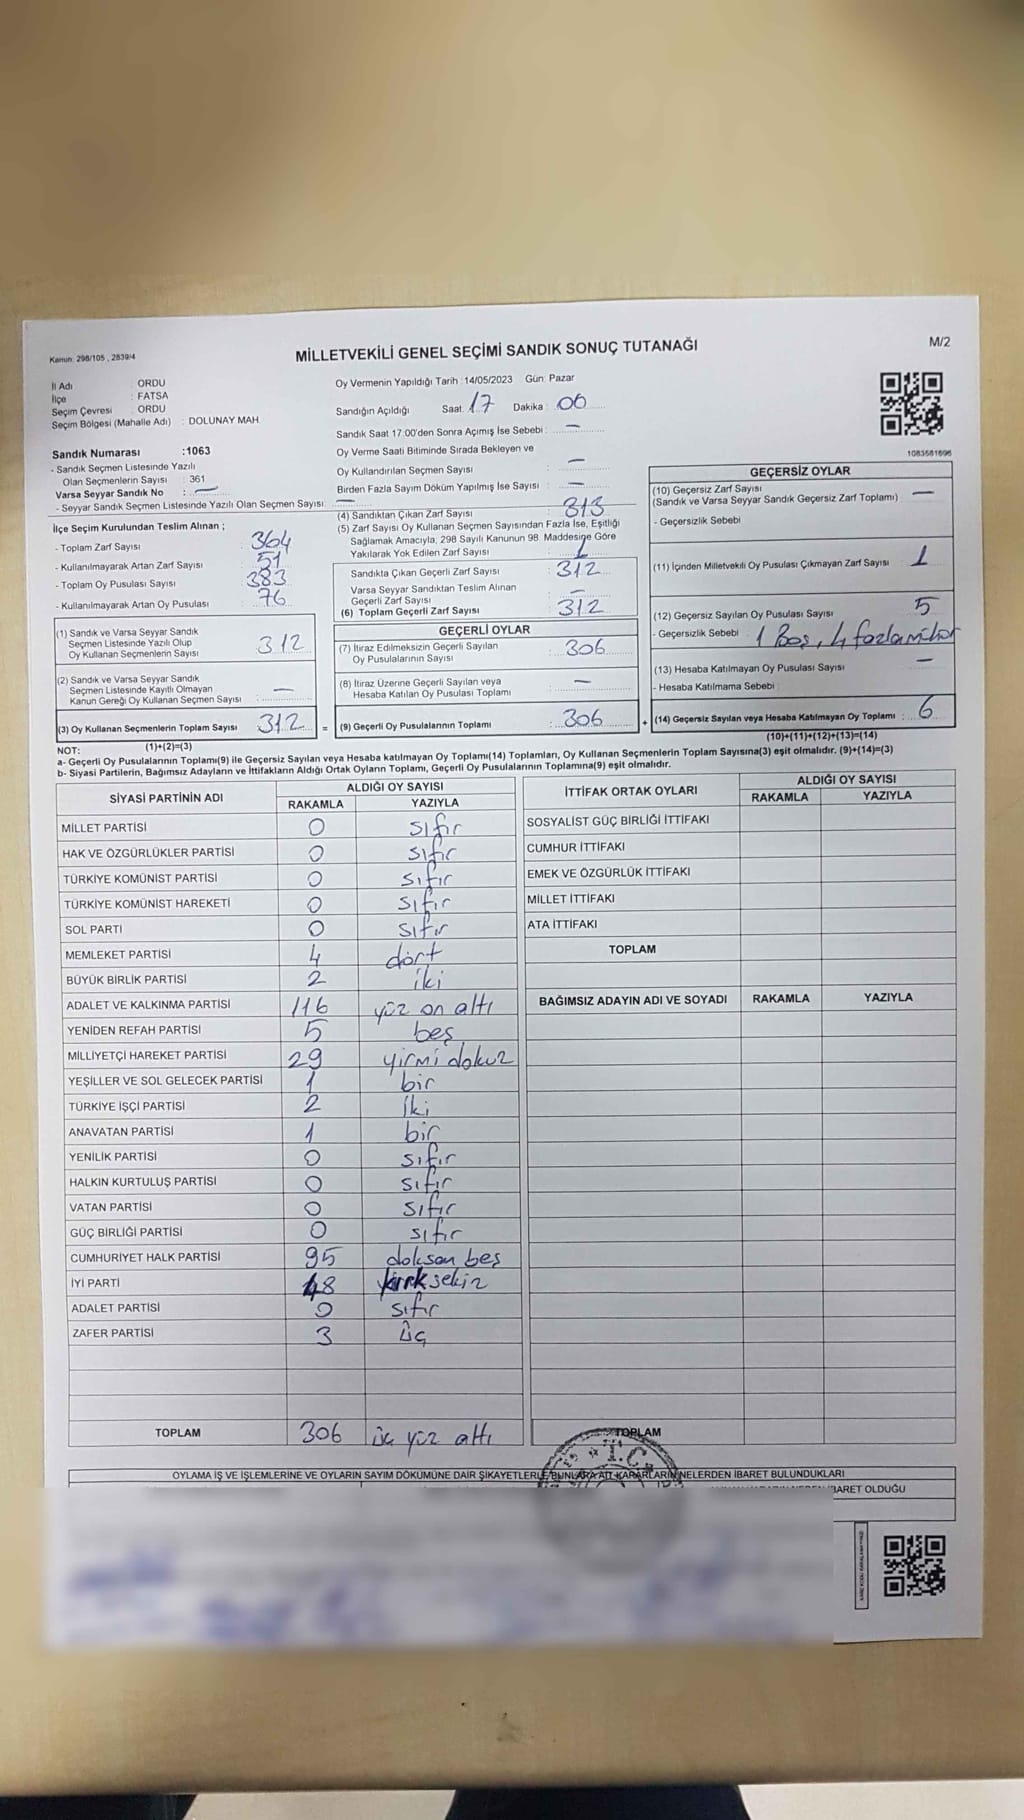 Kanun: 298/105 , 2839/4
MİLLETVEKİLİ GENEL SEÇİMİ SANDIK SONUÇ TUTANAĞI
M/2
İl Adı : ORDU
İlçe : FATSA
Seçim Çevresi : ORDU
Seçim Bölgesi (Mahalle Adı) : DOLUNAY MAH.
Sandık Numarası :1063
- Sandık Seçmen Listesinde Yazılı
Olan Seçmenlerin Sayısı : 361
Varsa Seyyar Sandık No : —
- Seyyar Sandık Seçmen Listesinde Yazılı Olan Seçmen Sayısı: —
İlçe Seçim Kurulundan Teslim Alınan ;
- Toplam Zarf Sayısı 364
- Kullanılmayarak Artan Zarf Sayısı 51
- Toplam Oy Pusulası Sayısı 383
- Kullanılmayarak Artan Oy Pusulası 76
(1) Sandık ve Varsa Seyyar Sandık
Seçmen Listesinde Yazılı Olup
Oy Kullanan Seçmenlerin Sayısı 312
(2) Sandık ve Varsa Seyyar Sandık
Seçmen Listesinde Kayıtlı Olmayan
Kanun Gereği Oy Kullanan Seçmen Sayısı —
(3) Oy Kullanan Seçmenlerin Toplam Sayısı 312 =
(1)+(2)=(3)
Oy Vermenin Yapıldığı Tarih :14/05/2023 Gün: Pazar
Sandığın Açıldığı Saat: 17 Dakika : 06
Sandık Saat 17:00'den Sonra Açımış İse Sebebi : —
Oy Verme Saati Bitiminde Sırada Bekleyen ve
Oy Kullandırılan Seçmen Sayısı —
Birden Fazla Sayım Döküm Yapılmış İse Sayısı : —
(4) Sandıktan Çıkan Zarf Sayısı : 313
(5) Zarf Sayısı Oy Kullanan Seçmen Sayısından Fazla İse, Eşitliği
Sağlamak Amacıyla, 298 Sayılı Kanunun 98. Maddesine Göre
Yakılarak Yok Edilen Zarf Sayısı : 1
Sandıkta Çıkan Geçerli Zarf Sayısı : 312
Varsa Seyyar Sandıktan Teslim Alınan
Geçerli Zarf Sayısı : —
(6) Toplam Geçerli Zarf Sayısı : 312
GEÇERLİ OYLAR
(7) İtiraz Edilmeksizin Geçerli Sayılan
Oy Pusulalarının Sayısı : 306
(8) İtiraz Üzerine Geçerli Sayılan veya
Hesaba Katılan Oy Pusulası Toplamı : —
(9) Geçerli Oy Pusulalarının Toplamı : 306 +
1083581696
GEÇERSİZ OYLAR
(10) Geçersiz Zarf Sayısı
(Sandık ve Varsa Seyyar Sandık Geçersiz Zarf Toplamı) —
- Geçersizlik Sebebi
(11) İçinden Milletvekili Oy Pusulası Çıkmayan Zarf Sayısı : 1
(12) Geçersiz Sayılan Oy Pusulası Sayısı 5
- Geçersizlik Sebebi 1 Boş, 4 fazla mühür
(13) Hesaba Katılmayan Oy Pusulası Sayısı —
- Hesaba Katılmama Sebebi
(14) Geçersiz Sayılan veya Hesaba Katılmayan Oy Toplamı : 6
(10)+(11)+(12)+(13)=(14)
NOT:
a- Geçerli Oy Pusulalarının Toplamı(9) ile Geçersiz Sayılan veya Hesaba katılmayan Oy Toplamı(14) Toplamları, Oy Kullanan Seçmenlerin Toplam Sayısına(3) eşit olmalıdır. (9)+(14)=(3)
b- Siyasi Partilerin, Bağımsız Adayların ve İttifakların Aldığı Ortak Oyların Toplamı, Geçerli Oy Pusulalarının Toplamına(9) eşit olmalıdır.
SİYASİ PARTİNİN ADI ALDIĞI OY SAYISI
RAKAMLA YAZIYLA
MİLLET PARTİSİ 0 sıfır
HAK VE ÖZGÜRLÜKLER PARTİSİ 0 sıfır
TÜRKİYE KOMÜNİST PARTİSİ 0 sıfır
TÜRKİYE KOMÜNİST HAREKETİ 0 sıfır
SOL PARTİ 0 sıfır
MEMLEKET PARTİSİ 4 dört
BÜYÜK BİRLİK PARTİSİ 2 iki
ADALET VE KALKINMA PARTİSİ 116 yüz on altı
YENİDEN REFAH PARTİSİ 5 beş
MİLLİYETÇİ HAREKET PARTİSİ 29 yirmi dokuz
YEŞİLLER VE SOL GELECEK PARTİSİ 1 bir
TÜRKİYE İŞÇİ PARTİSİ 2 iki
ANAVATAN PARTİSİ 1 bir
YENİLİK PARTİSİ 0 sıfır
HALKIN KURTULUŞ PARTİSİ 0 sıfır
VATAN PARTİSİ 0 sıfır
GÜÇ BİRLİĞİ PARTİSİ 0 sıfır
CUMHURİYET HALK PARTİSİ 95 doksan beş
İYİ PARTİ 48 kırk sekiz
ADALET PARTİSİ 0 sıfır
ZAFER PARTİSİ 3 üç
TOPLAM 306 üç yüz altı
İTTİFAK ORTAK OYLARI ALDIĞI OY SAYISI
RAKAMLA YAZIYLA
SOSYALİST GÜÇ BİRLİĞİ İTTİFAKI
CUMHUR İTTİFAKI
EMEK VE ÖZGÜRLÜK İTTİFAKI
MİLLET İTTİFAKI
ATA İTTİFAKI
TOPLAM
BAĞIMSIZ ADAYIN ADI VE SOYADI RAKAMLA YAZIYLA
TOPLAM
T.C.
OYLAMA İŞ VE İŞLEMLERİNE VE OYLARIN SAYIM DÖKÜMÜNE DAİR ŞİKAYETLERLE BUNLARA AİT KARARLARIN NELERDEN İBARET BULUNDUKLARI
İBARET OLDUĞU